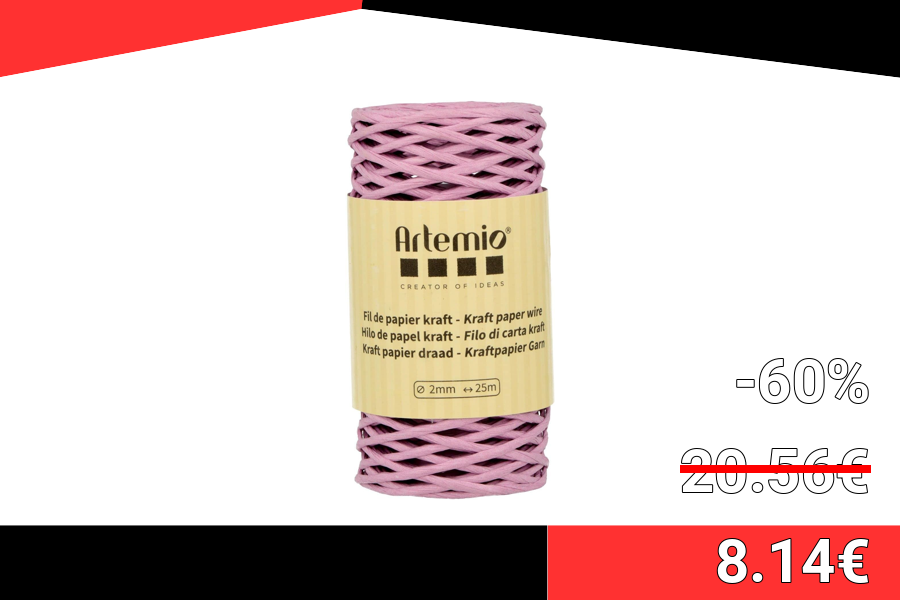 Artemio®
CREATOR OF IDEAS
Fil de papier kraft - Kraft paper wire
Hilo de papel kraft - Filo di carta kraft
Kraft papier draad - Kraftpapier Garn
Ø 2mm ↔25m
-60%
20.56€
8.14€